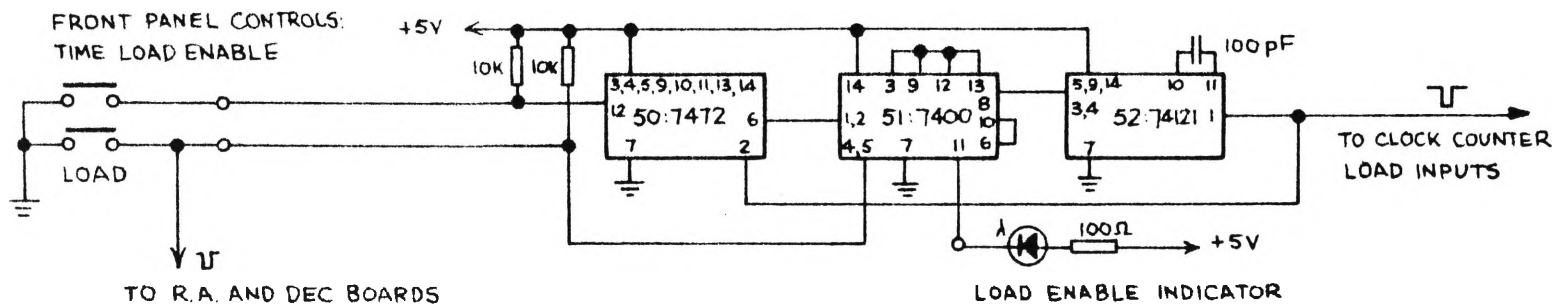 FRONT PANEL CONTROLS:
TIME LOAD ENABLE
+5V
10K
10K
100pF
3,4,5,9,10,11,13,14
12
50:7472
6
7
2
14
3
9
12
13
8
1,2
51:7400
10
4,5
7
11
6
5,9,14
10
11
3,4
52:74121
1
7
LOAD
TO CLOCK COUNTER
LOAD INPUTS
λ
100Ω
+5V
TO R.A. AND DEC BOARDS
LOAD ENABLE INDICATOR